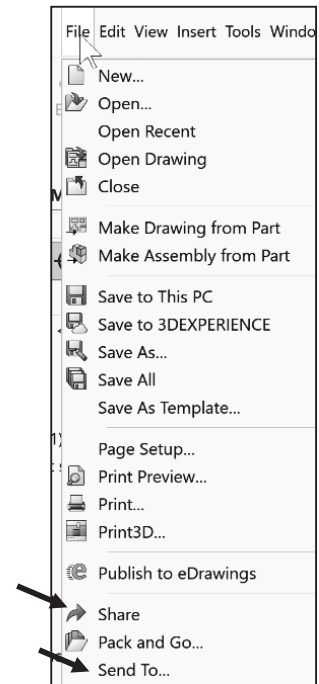 File Edit View Insert Tools Windo
New...
Open...
Open Recent
Open Drawing
Close
Make Drawing from Part
Make Assembly from Part
Save to This PC
Save to 3DEXPERIENCE
Save As...
Save All
Save As Template...
Page Setup...
Print Preview...
Print...
Print3D...
Publish to eDrawings
Share
Pack and Go...
Send To...